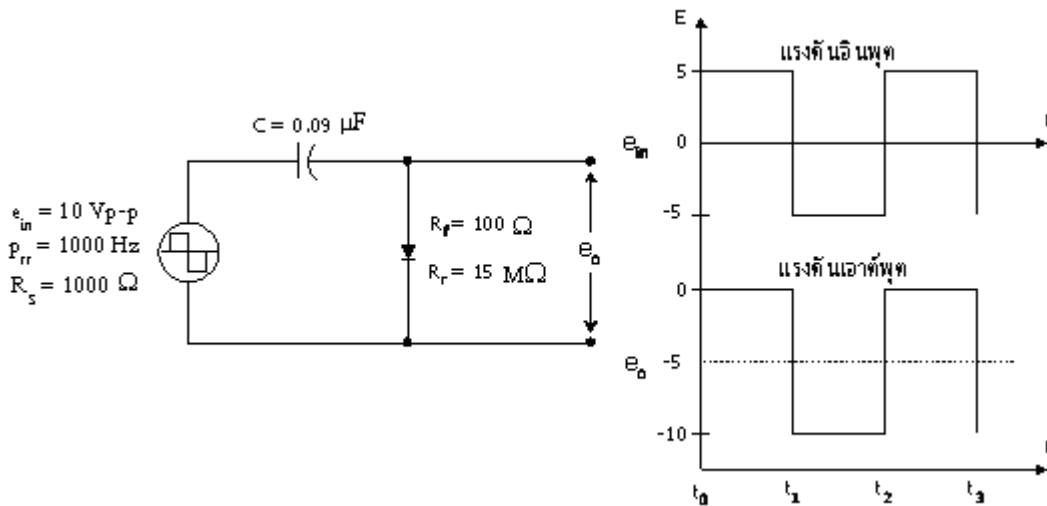 C = 0.09 µF
e_in = 10 Vp-p
P_rr = 1000 Hz
R_s = 1000 Ω
R_f = 100 Ω
R_r = 15 MΩ
e_o
E
แรงดันอินพุต
5
e_in 0
-5
แรงดันเอาต์พุต
0
e_o -5
-10
t_0 t_1 t_2 t_3